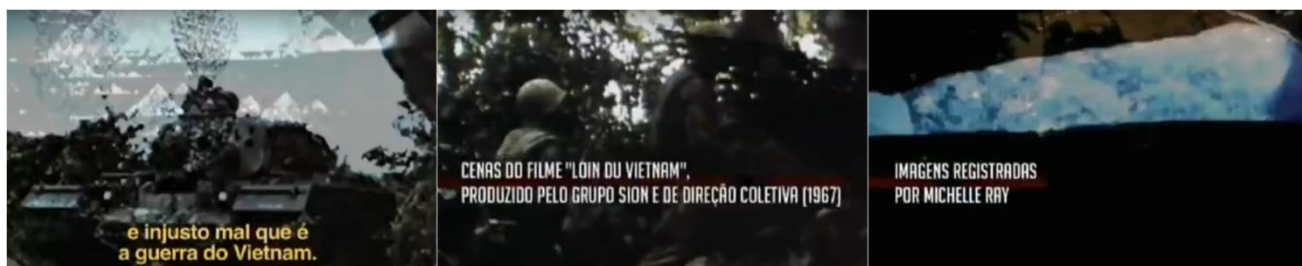 e injusto mal que é
a guerra do Vietnam.
CENAS DO FILME "LOIN DU VIETNAM",
PRODUZIDO PELO GRUPO SION E DE DIREÇÃO COLETIVA (1967)
IMAGENS REGISTRADAS
POR MICHELLE RAY